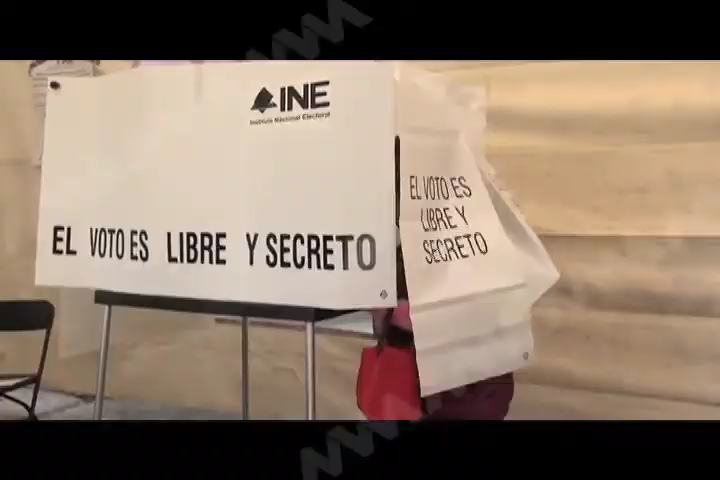 INE
Instituto Nacional Electoral
EL VOTO ES LIBRE Y SECRETO
EL VOTO ES
LIBRE Y
SECRETO